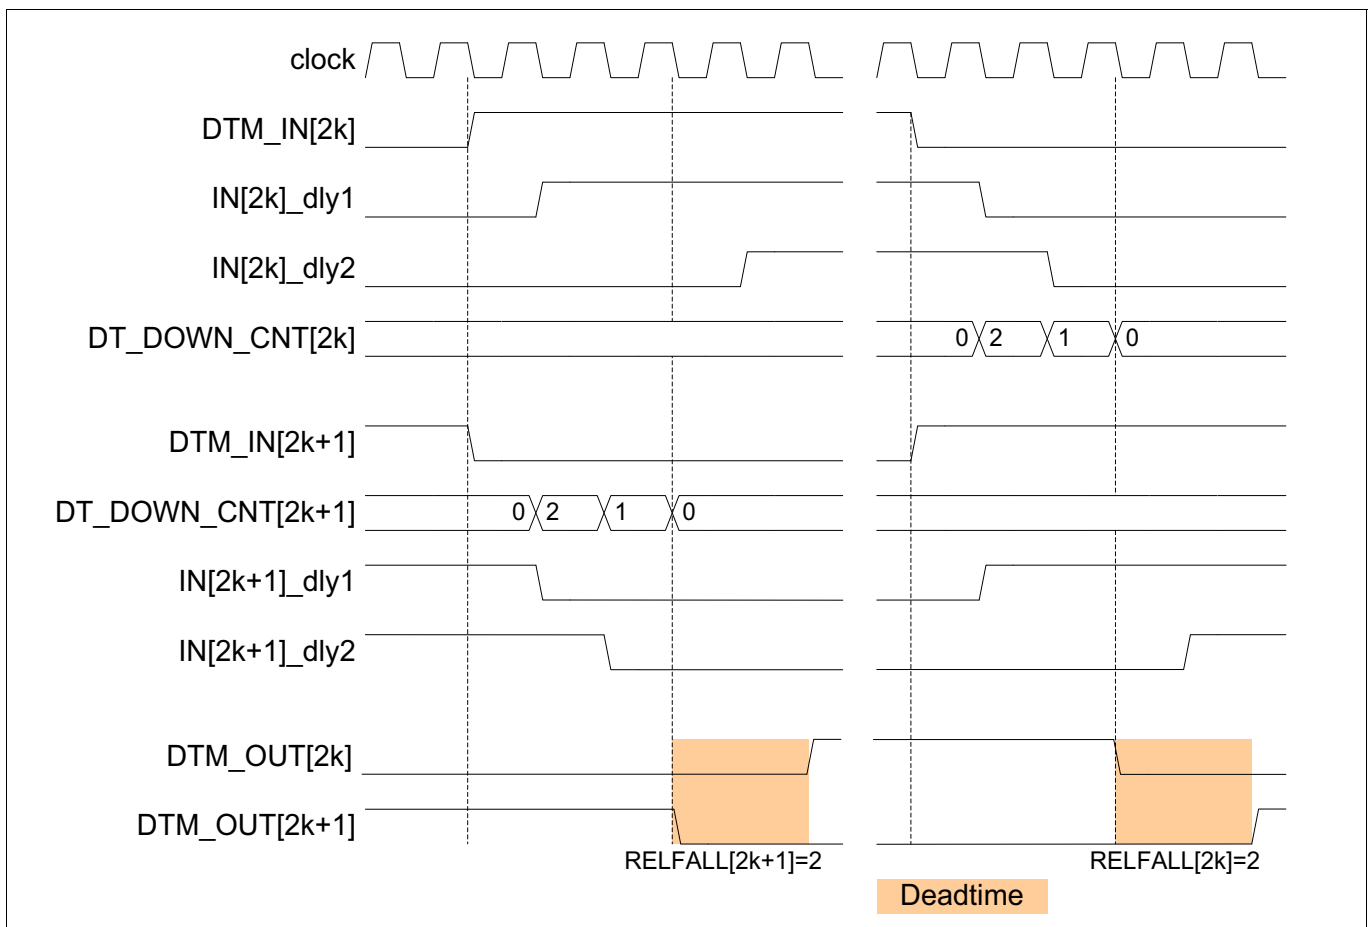 clock
DTM_IN[2k]
IN[2k]_dly1
IN[2k]_dly2
DT_DOWN_CNT[2k] 0 2 1 0
DTM_IN[2k+1]
DT_DOWN_CNT[2k+1] 0 2 1 0
IN[2k+1]_dly1
IN[2k+1]_dly2
DTM_OUT[2k]
DTM_OUT[2k+1]
RELFALL[2k+1]=2 RELFALL[2k]=2
Deadtime